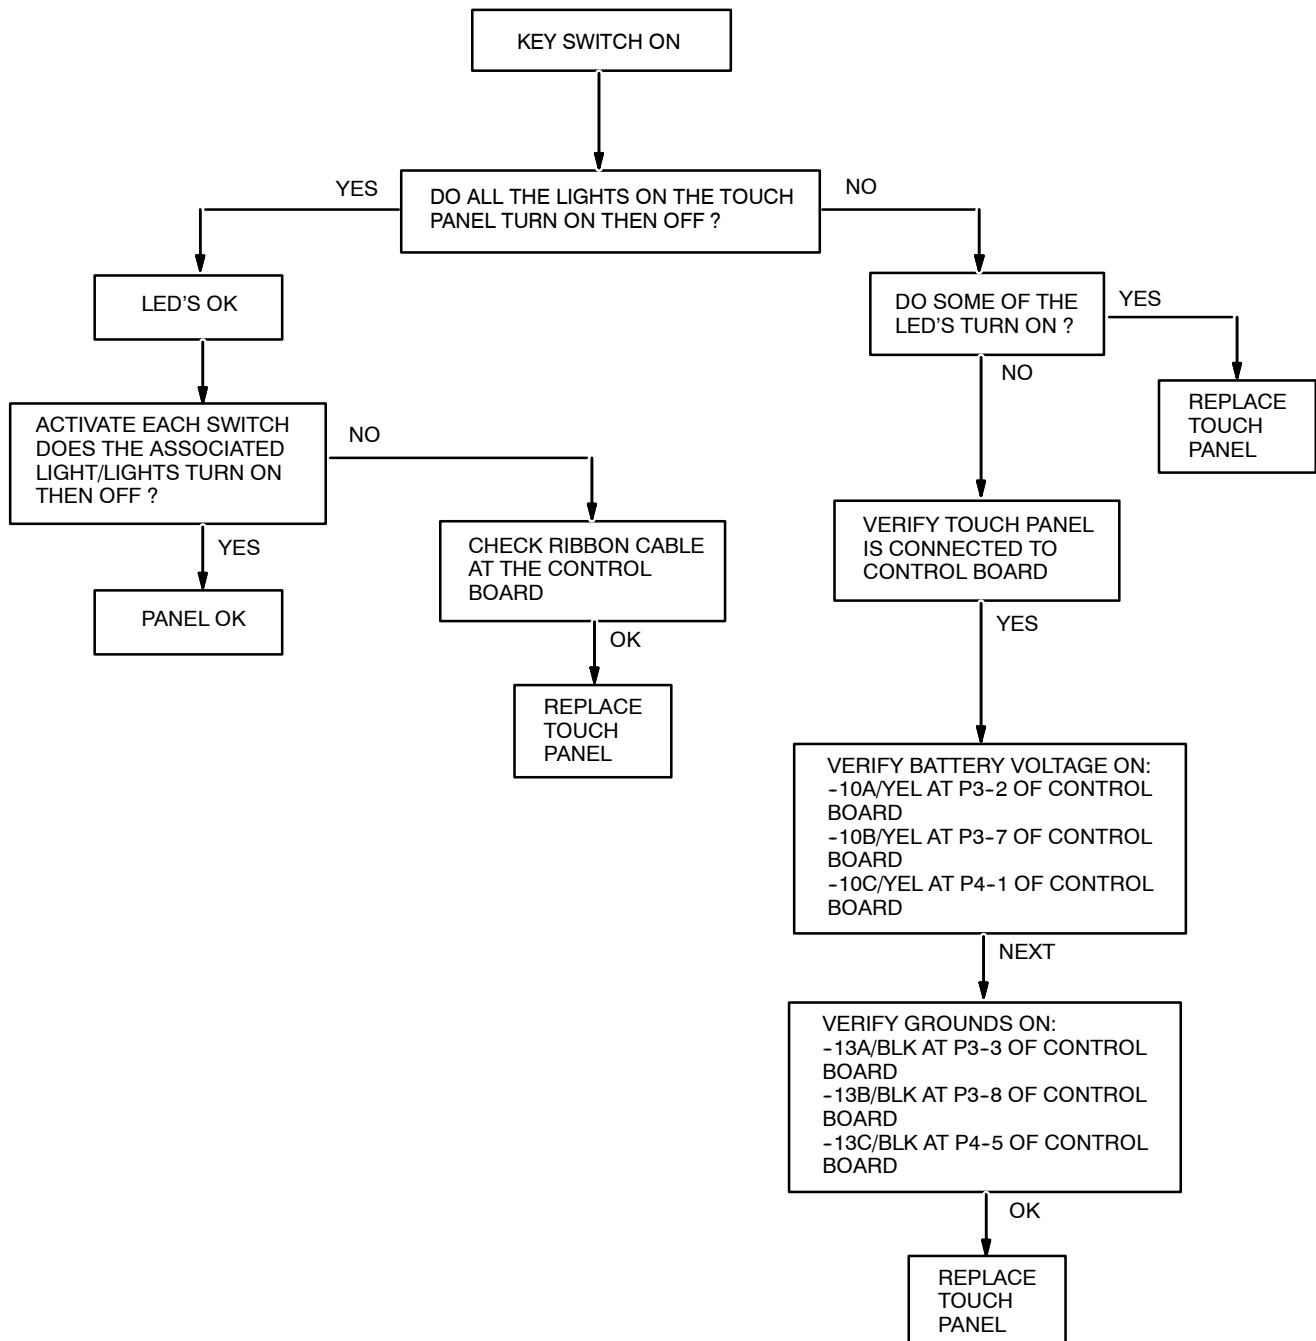 KEY SWITCH ON
DO ALL THE LIGHTS ON THE TOUCH
PANEL TURN ON THEN OFF ?
YES
NO
LED'S OK
DO SOME OF THE
LED'S TURN ON ?
YES
NO
REPLACE
TOUCH
PANEL
ACTIVATE EACH SWITCH
DOES THE ASSOCIATED
LIGHT/LIGHTS TURN ON
THEN OFF ?
NO
YES
PANEL OK
CHECK RIBBON CABLE
AT THE CONTROL
BOARD
OK
REPLACE
TOUCH
PANEL
VERIFY TOUCH PANEL
IS CONNECTED TO
CONTROL BOARD
YES
VERIFY BATTERY VOLTAGE ON:
-10A/YEL AT P3-2 OF CONTROL
BOARD
-10B/YEL AT P3-7 OF CONTROL
BOARD
-10C/YEL AT P4-1 OF CONTROL
BOARD
NEXT
VERIFY GROUNDS ON:
-13A/BLK AT P3-3 OF CONTROL
BOARD
-13B/BLK AT P3-8 OF CONTROL
BOARD
-13C/BLK AT P4-5 OF CONTROL
BOARD
OK
REPLACE
TOUCH
PANEL